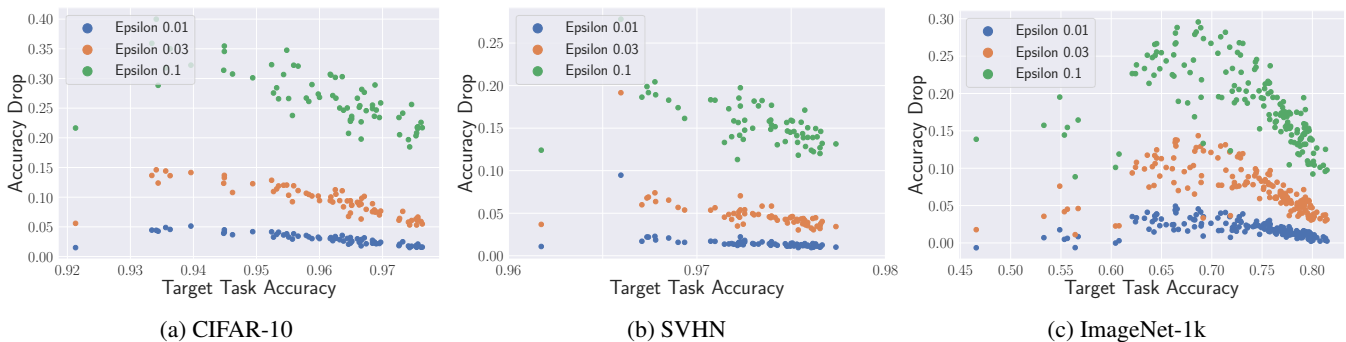 0.40
0.35
0.30
0.25
0.20
0.15
0.10
0.05
0.00
Accuracy Drop
Epsilon 0.01
Epsilon 0.03
Epsilon 0.1
0.92 0.93 0.94 0.95 0.96 0.97
Target Task Accuracy
(a) CIFAR-10
0.25
0.20
0.15
0.10
0.05
0.00
Accuracy Drop
Epsilon 0.01
Epsilon 0.03
Epsilon 0.1
0.96 0.97 0.98
Target Task Accuracy
(b) SVHN
0.30
0.25
0.20
0.15
0.10
0.05
0.00
Accuracy Drop
Epsilon 0.01
Epsilon 0.03
Epsilon 0.1
0.45 0.50 0.55 0.60 0.65 0.70 0.75 0.80
Target Task Accuracy
(c) ImageNet-1k